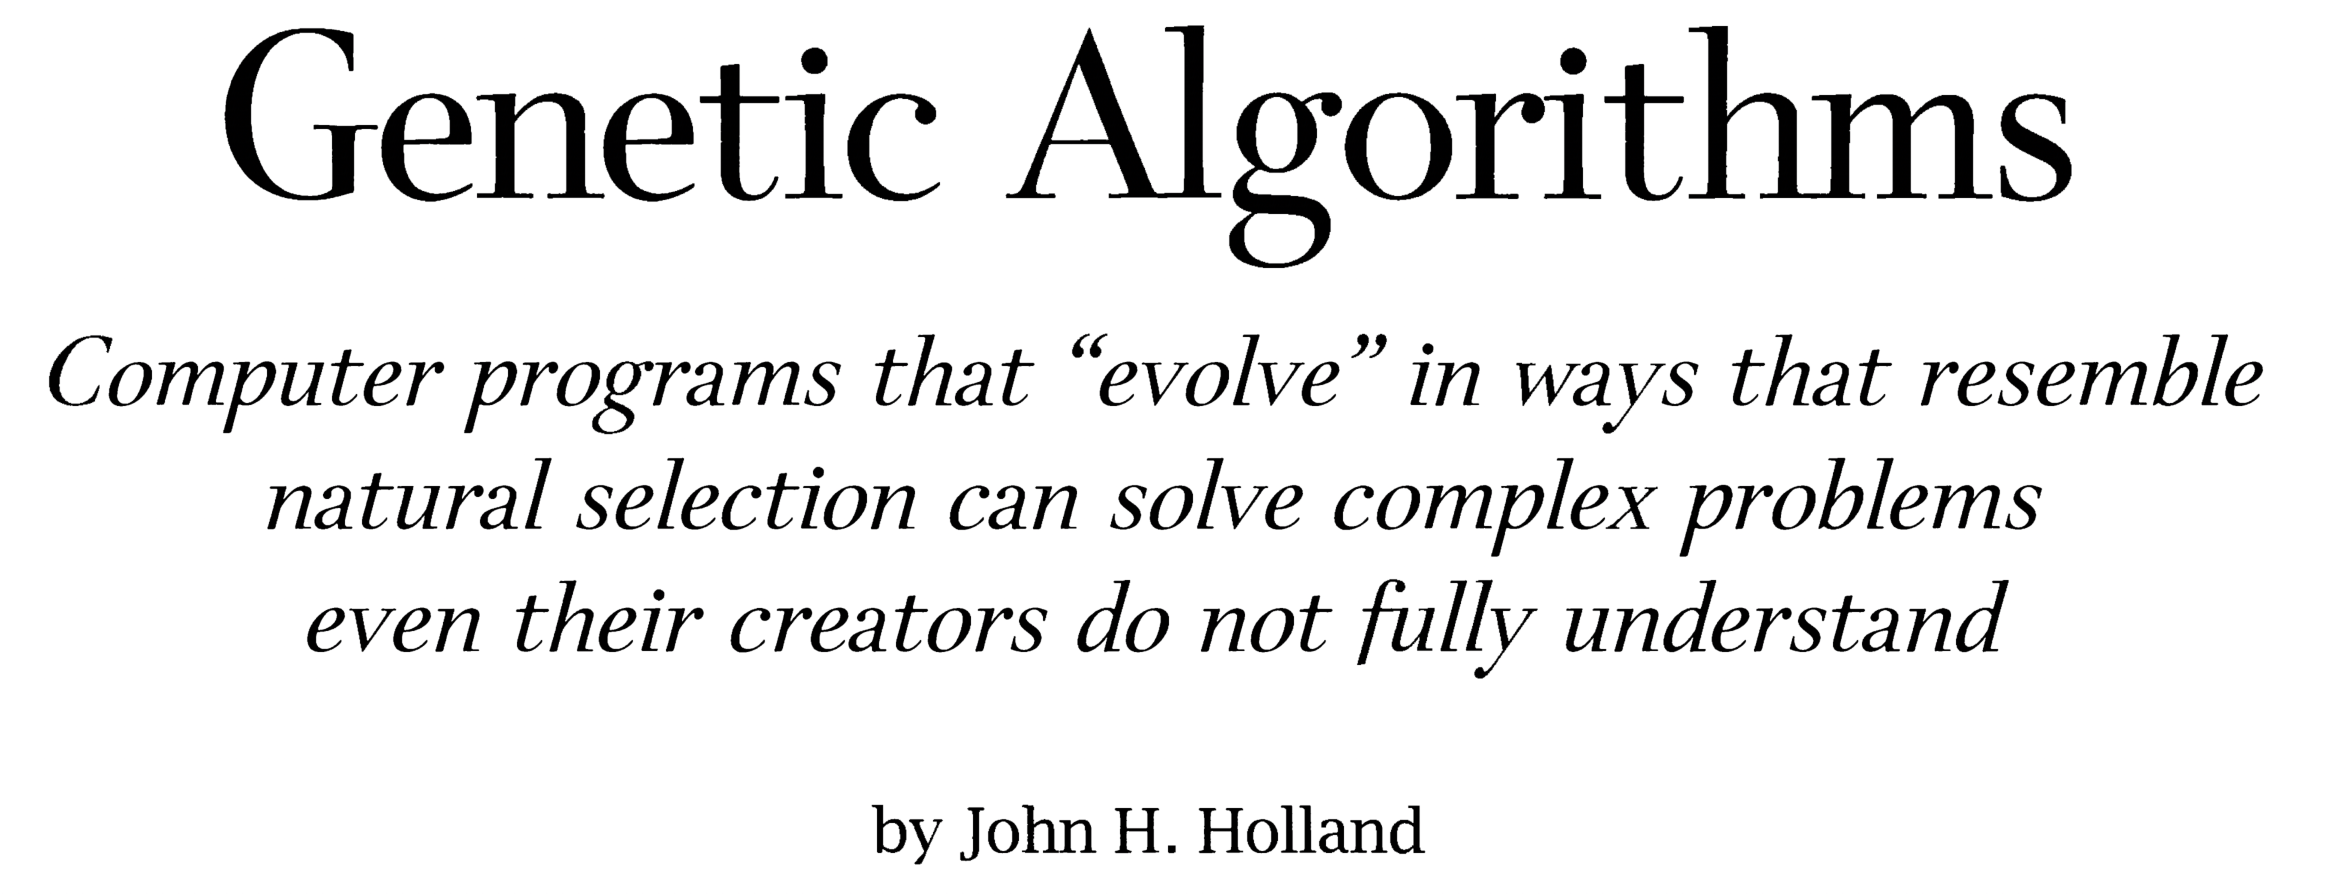 Genetic Algorithms
Computer programs that “evolve” in ways that resemble
natural selection can solve complex problems
even their creators do not fully understand
by John H. Holland